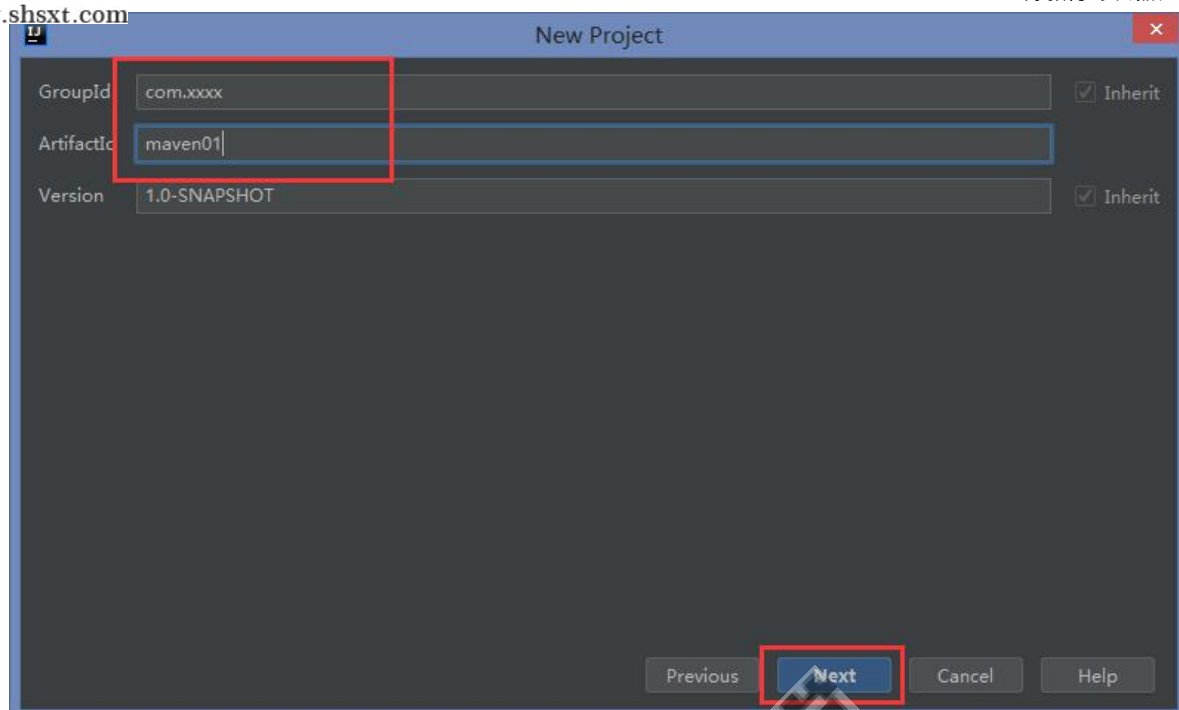 .shsxt.com
New Project
GroupId com.xxxx Inherit
ArtifactId maven01
Version 1.0-SNAPSHOT Inherit
Previous Next Cancel Help